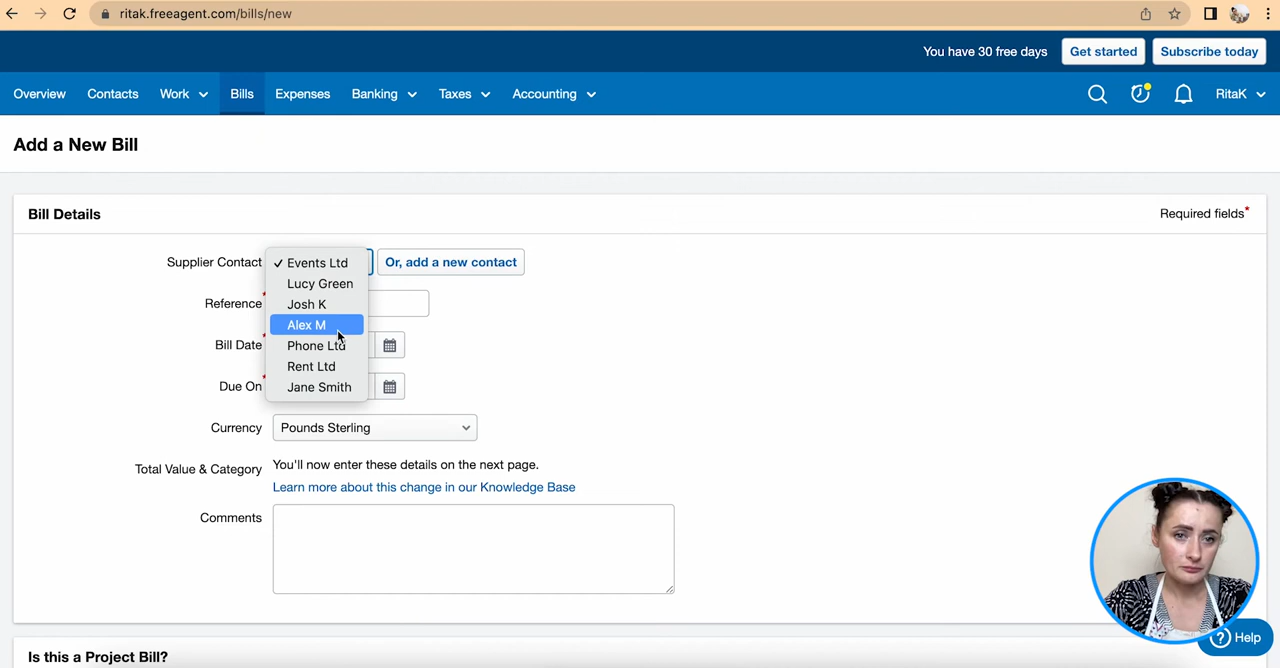 ritak.freeagent.com/bills/new
You have 30 free days Get started Subscribe today
Overview Contacts Work Bills Expenses Banking Taxes Accounting RitaK
Add a New Bill
Bill Details Required fields*
Supplier Contact ✓ Events Ltd Or, add a new contact
Lucy Green
Reference* Josh K
Alex M
Bill Date* Phone Ltd
Rent Ltd
Due On* Jane Smith
Currency Pounds Sterling
Total Value & Category You'll now enter these details on the next page.
Learn more about this change in our Knowledge Base
Comments
? Help
Is this a Project Bill?